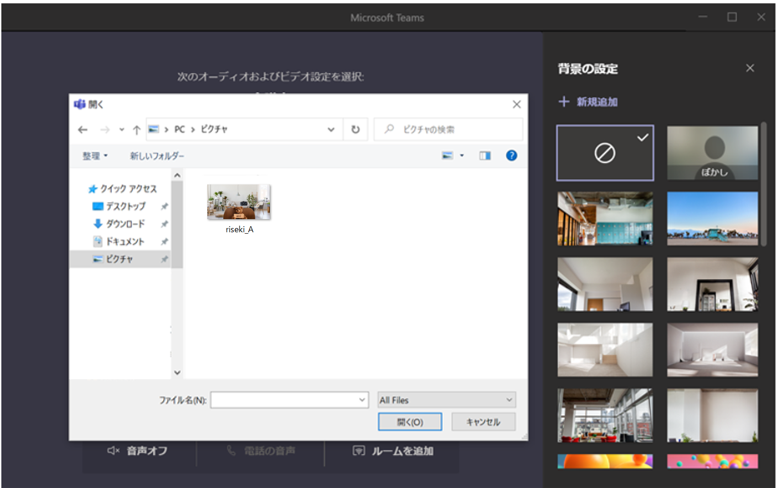 Microsoft Teams
次のオーディオおよびビデオ設定を選択:
開く
PC > ピクチャ
ピクチャの検索
整理
新しいフォルダー
クイック アクセス
デスクトップ
ダウンロード
ドキュメント
ピクチャ
riseki_A
ファイル名(N):
All Files
開く(O)
キャンセル
音声オフ
電話の音声
ルームを追加
背景の設定
+ 新規追加
ぼかし